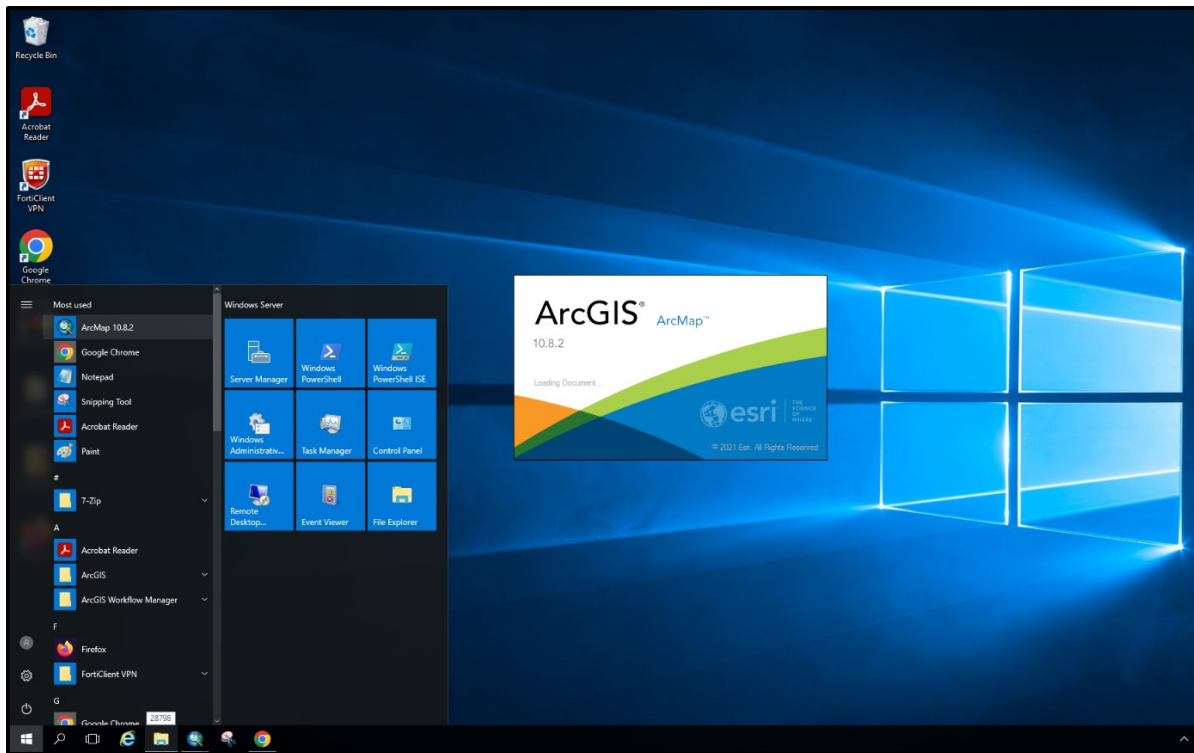 Recycle Bin
Acrobat
Reader
FortiClient
VPN
Google
Chrome
Most used
ArcMap 10.8.2
Google Chrome
Notepad
Snipping Tool
Acrobat Reader
Paint
#
7-Zip
A
Acrobat Reader
ArcGIS
ArcGIS Workflow Manager
F
Firefox
FortiClient VPN
G
Google Chrome
28798
Windows Server
Server Manager
Windows
PowerShell
Windows
PowerShell ISE
Windows
Administrativ...
Task Manager
Control Panel
Remote
Desktop...
Event Viewer
File Explorer
ArcGIS® ArcMap™
10.8.2
Loading Document...
esri® THE
SCIENCE
OF
WHERE™
© 2021 Esri. All Rights Reserved